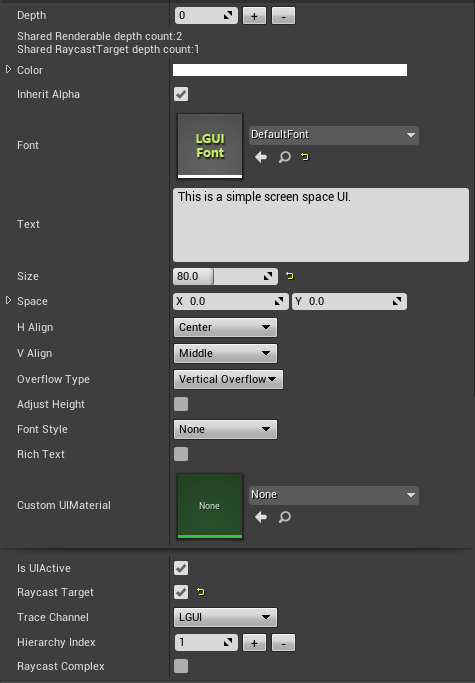 Depth 0 + -
Shared Renderable depth count:2
Shared RaycastTarget depth count:1
Color
Inherit Alpha
Font LGUI Font DefaultFont
Text This is a simple screen space UI.
Size 80.0
Space X 0.0 Y 0.0
H Align Center
V Align Middle
Overflow Type Vertical Overflow
Adjust Height
Font Style None
Rich Text
Custom UIMaterial None None
Is UIActive
Raycast Target
Trace Channel LGUI
Hierarchy Index 1 + -
Raycast Complex